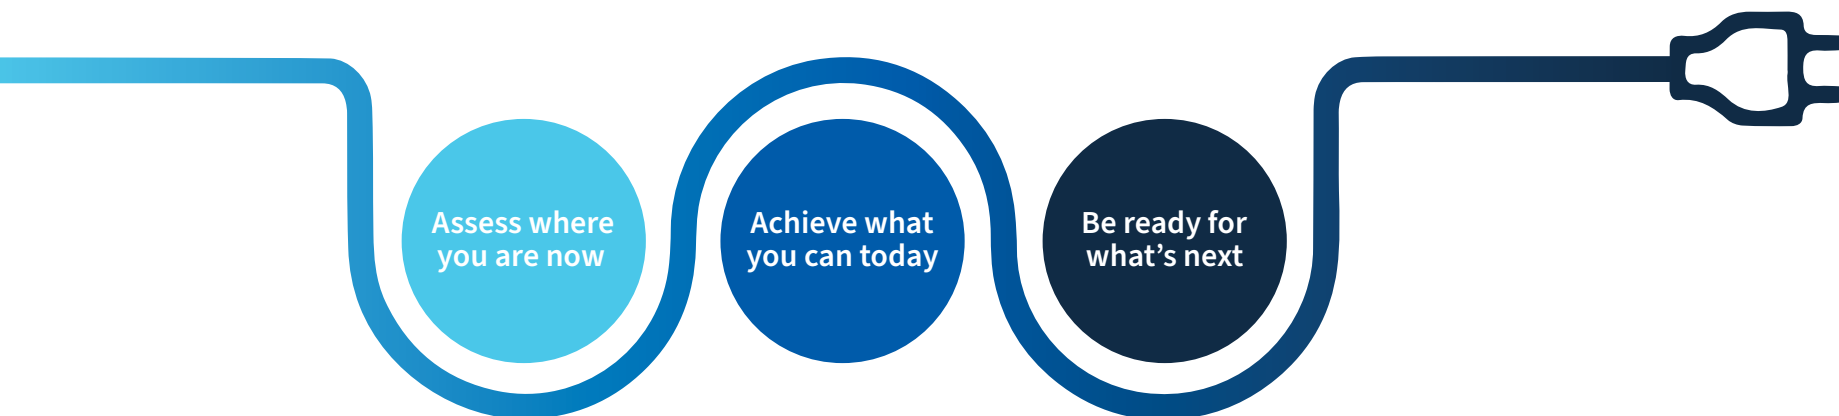 Assess where
you are now
Achieve what
you can today
Be ready for
what’s next